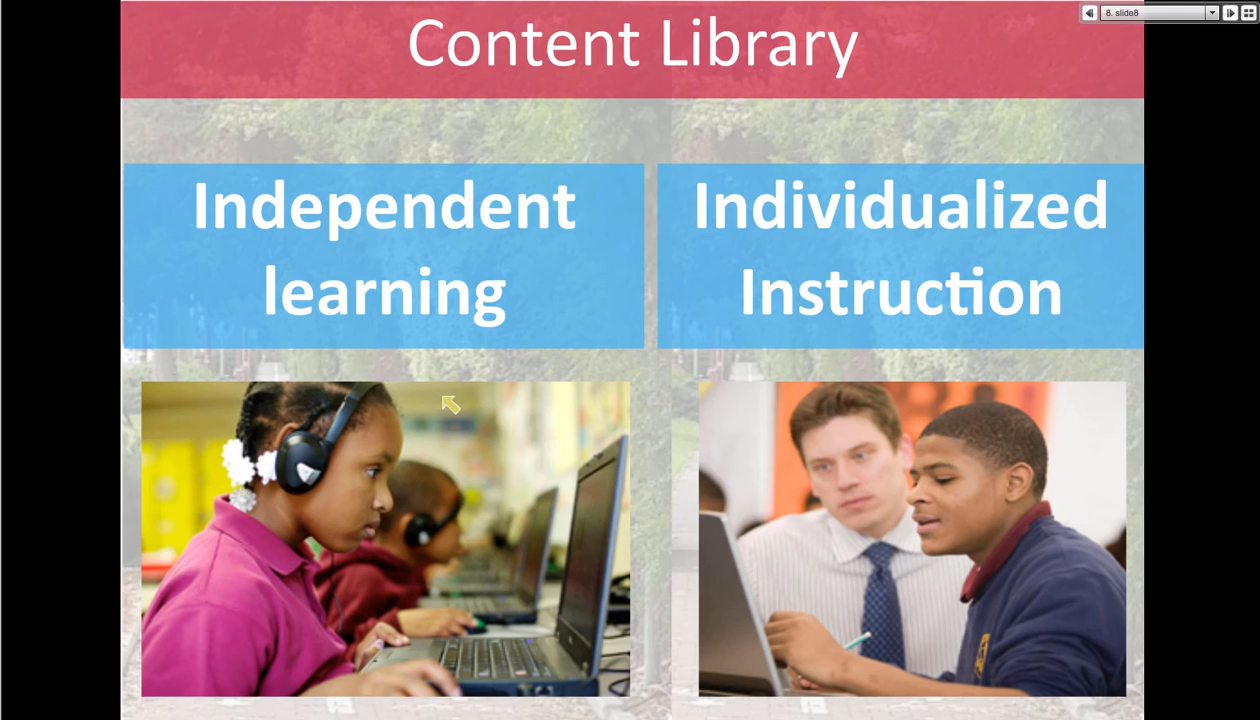 Content Library
8. slide8
Independent
learning
Individualized
Instruction